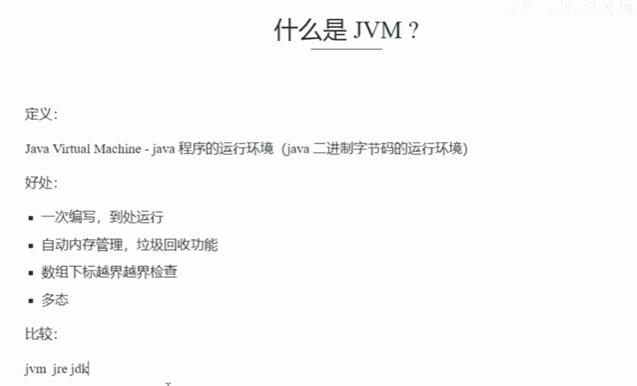 什么是 JVM ?
定义：
Java Virtual Machine - java 程序的运行环境（java 二进制字节码的运行环境）
好处：
一次编写，到处运行
自动内存管理，垃圾回收功能
数组下标越界越界检查
多态
比较：
jvm jre jdk